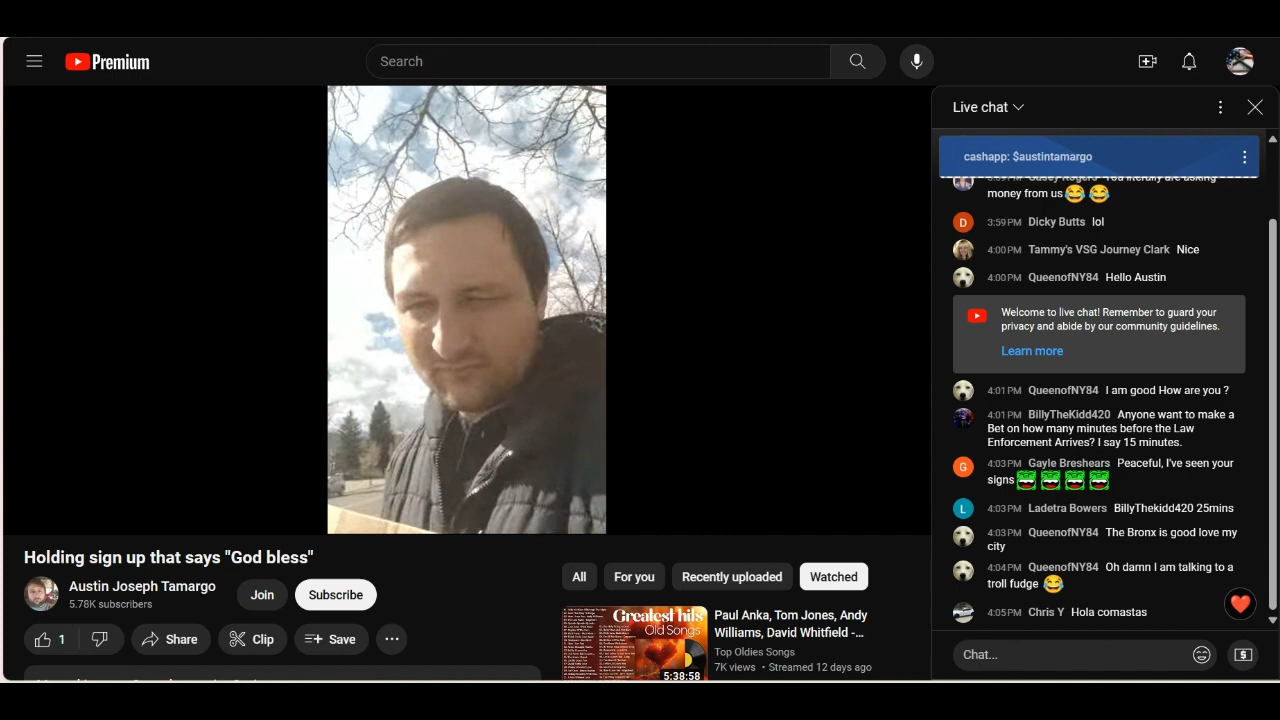 Premium
Search
Live chat
cashapp: $austintamargo
money from us
D 3:59 PM Dicky Butts lol
4:00 PM Tammy's VSG Journey Clark Nice
4:00 PM QueenofNY84 Hello Austin
Welcome to live chat! Remember to guard your
privacy and abide by our community guidelines.
Learn more
4:01 PM QueenofNY84 I am good How are you ?
4:01 PM BillyTheKidd420 Anyone want to make a
Bet on how many minutes before the Law
Enforcement Arrives? I say 15 minutes.
G 4:03 PM Gayle Breshears Peaceful, I've seen your
signs
L 4:03 PM Ladetra Bowers BillyThekidd420 25mins
4:03 PM QueenofNY84 The Bronx is good love my
city
4:04 PM QueenofNY84 Oh damn I am talking to a
troll fudge
4:05 PM Chris Y Hola comastas
Chat...
Holding sign up that says "God bless"
Austin Joseph Tamargo
5.78K subscribers
Join
Subscribe
1
Share
Clip
Save
All
For you
Recently uploaded
Watched
Greatest hits
Old Songs
5:38:58
Paul Anka, Tom Jones, Andy
Williams, David Whitfield -...
Top Oldies Songs
7K views • Streamed 12 days ago